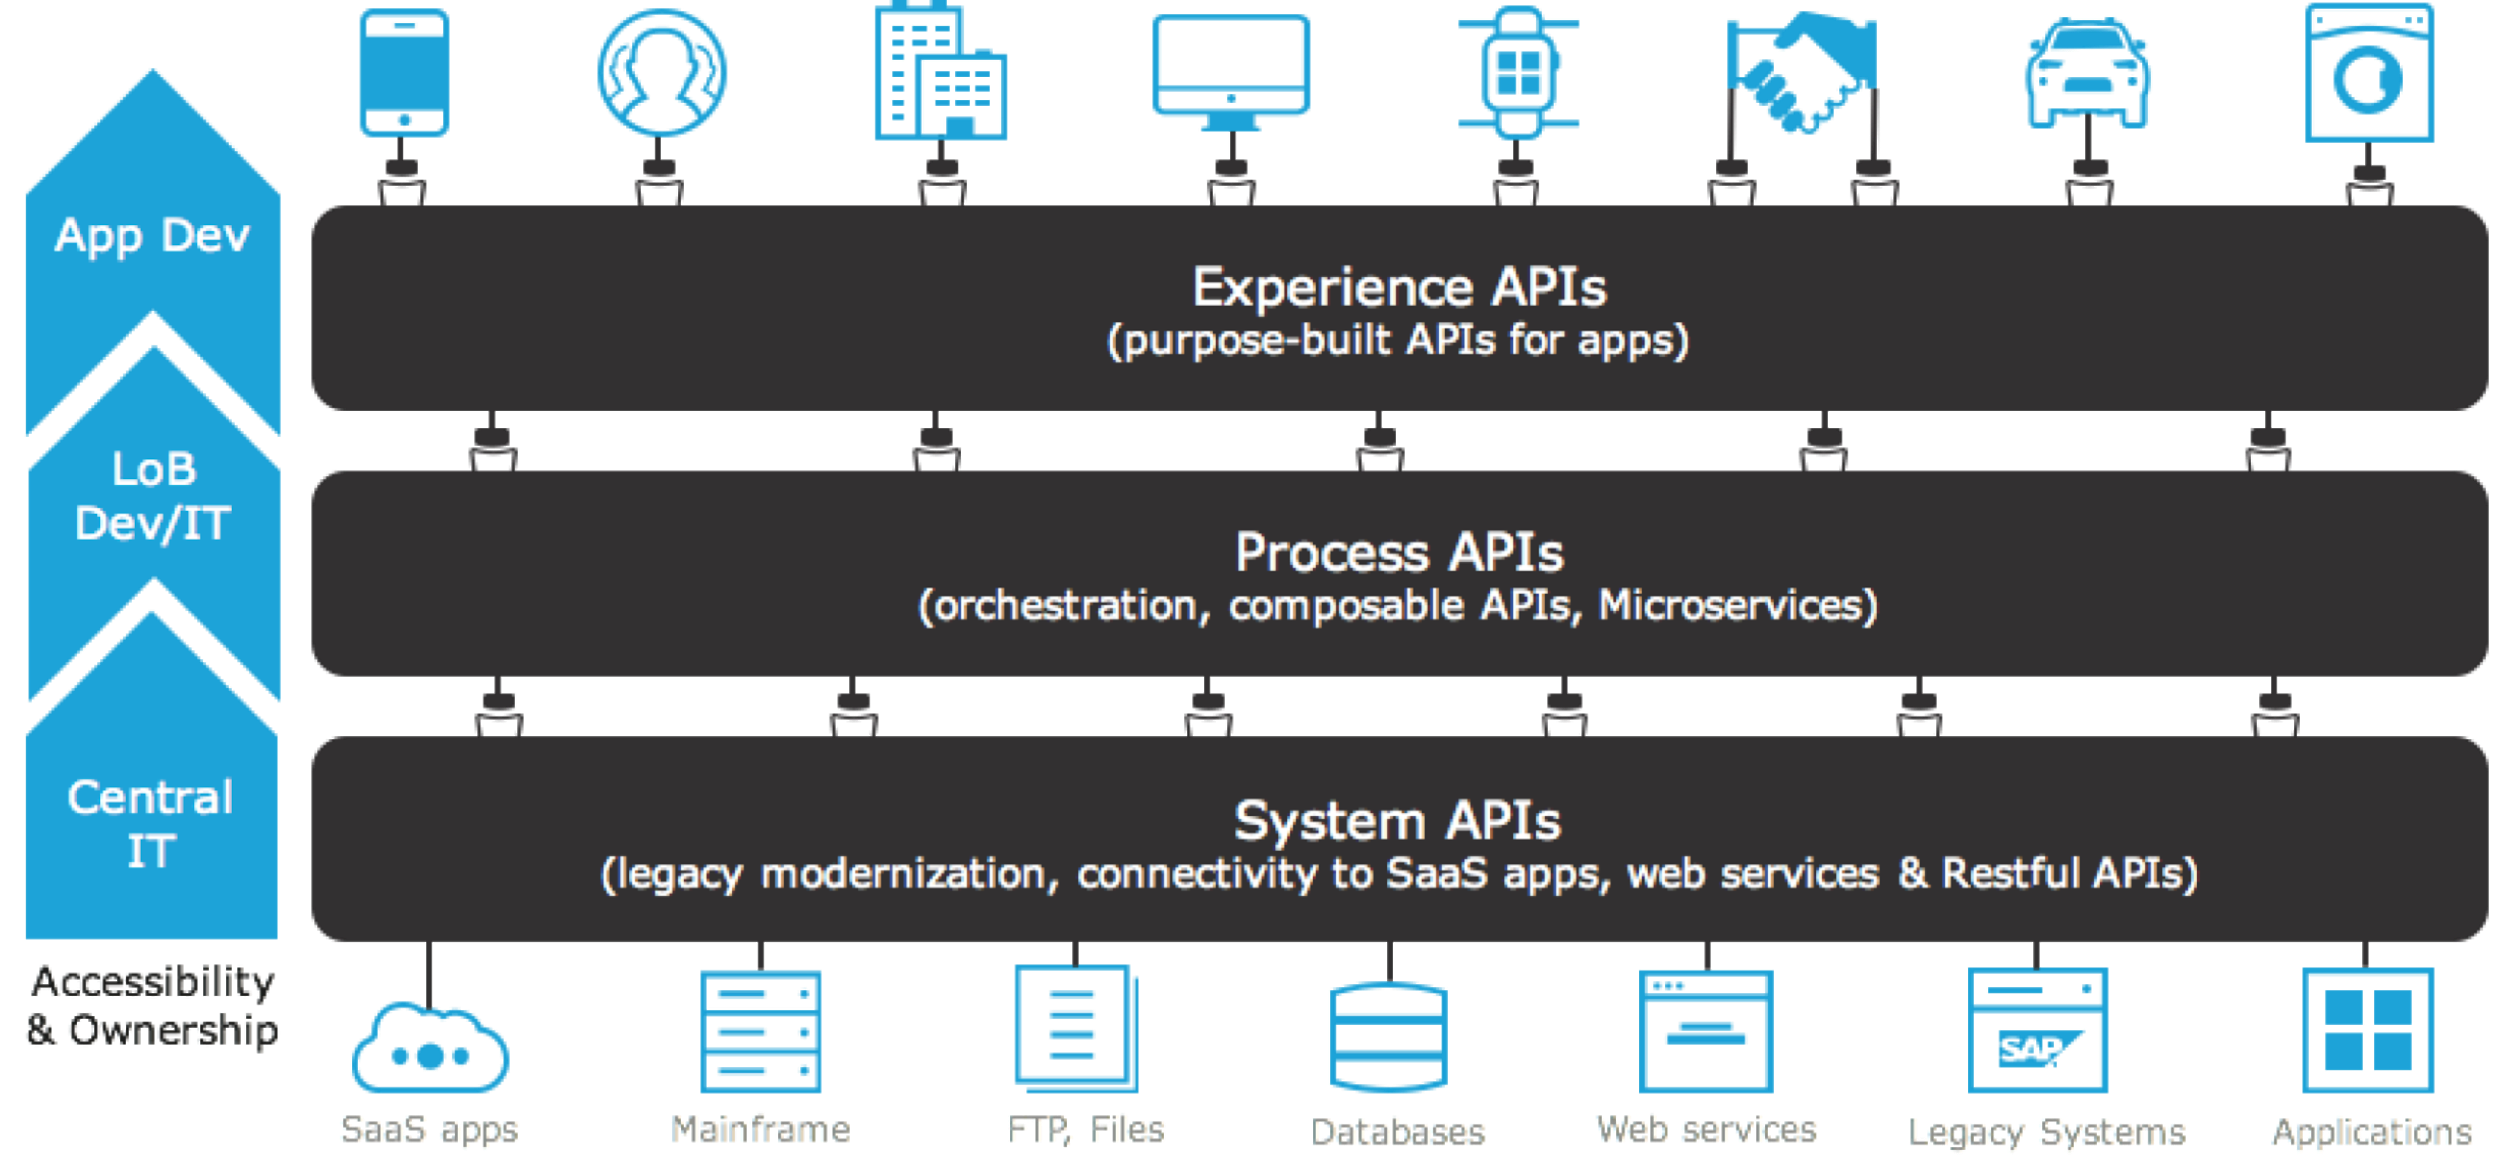 App Dev
Experience APIs
(purpose-built APIs for apps)
LoB
Dev/IT
Process APIs
(orchestration, composable APIs, Microservices)
Central
IT
System APIs
(legacy modernization, connectivity to SaaS apps, web services & Restful APIs)
Accessibility
& Ownership
SAP
SaaS apps
Mainframe
FTP, Files
Databases
Web services
Legacy Systems
Applications